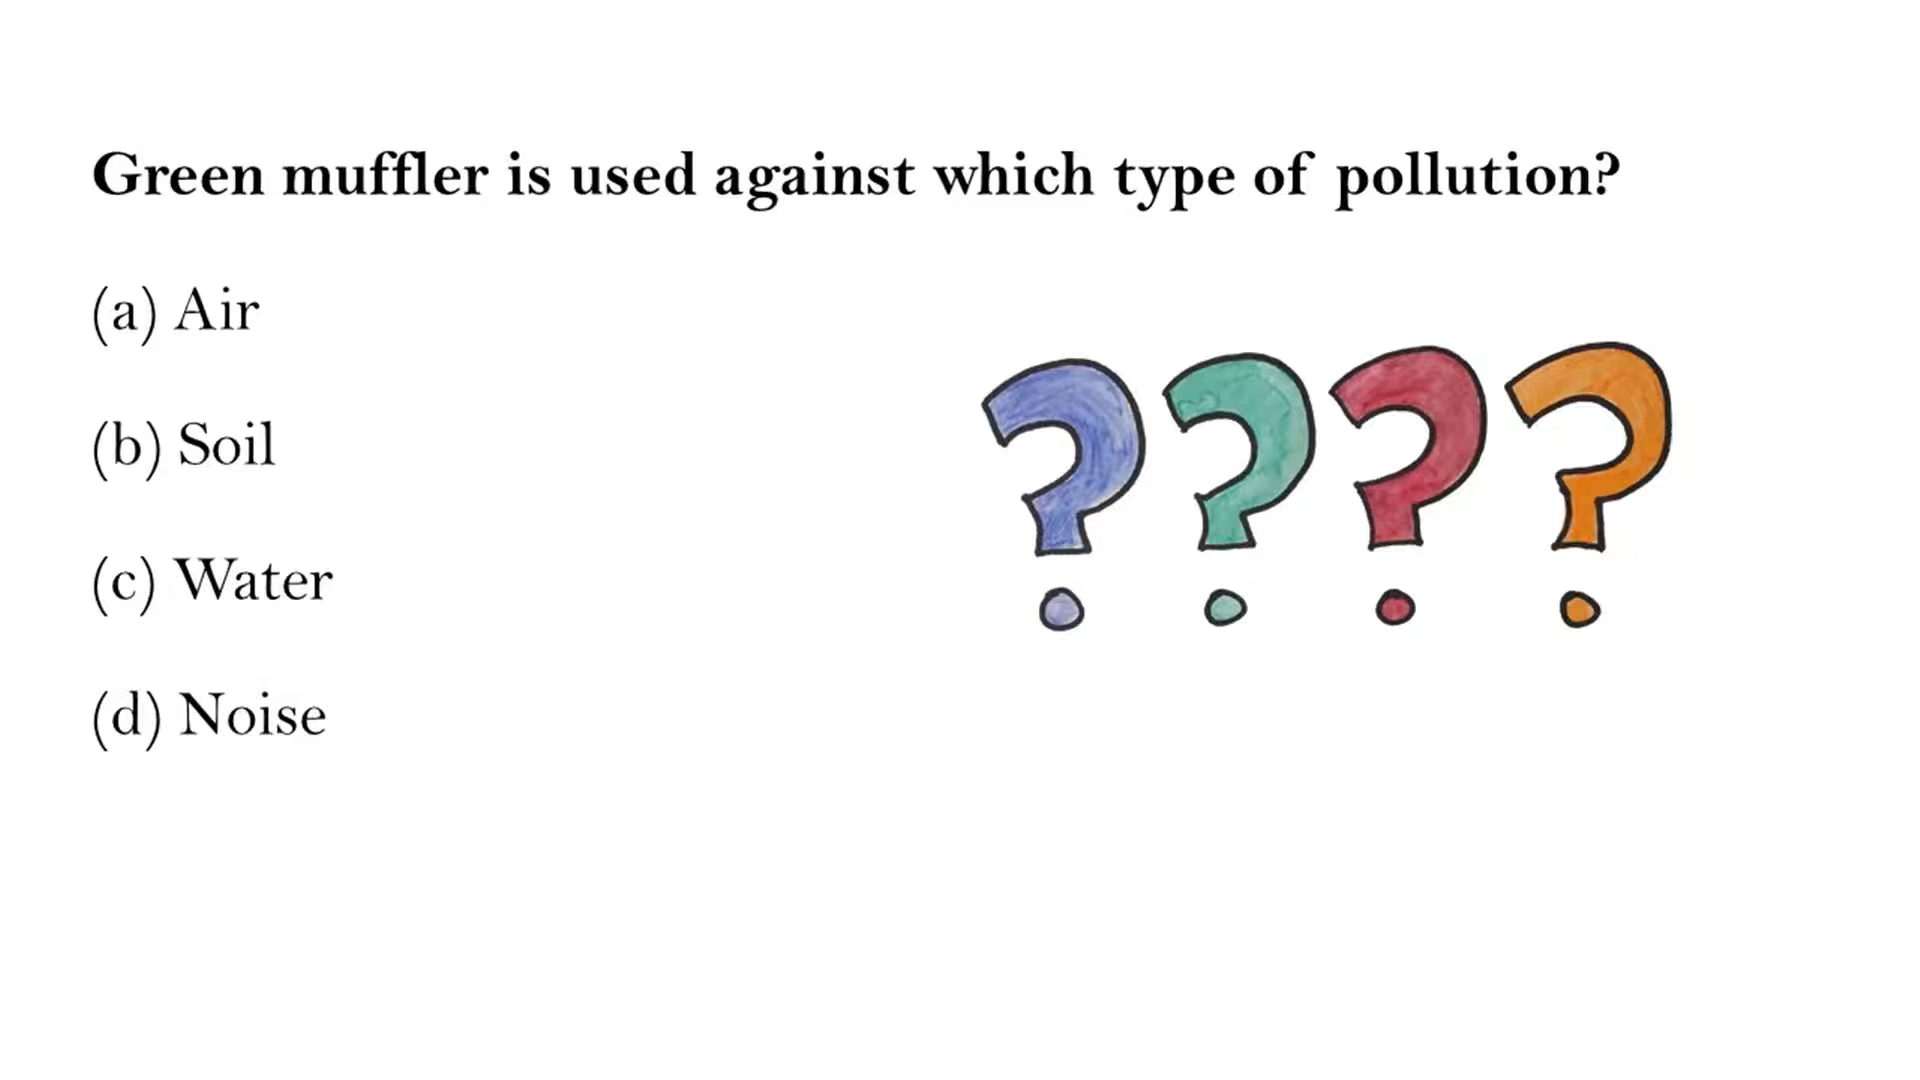 Green muffler is used against which type of pollution?
(a) Air
(b) Soil
(c) Water
(d) Noise